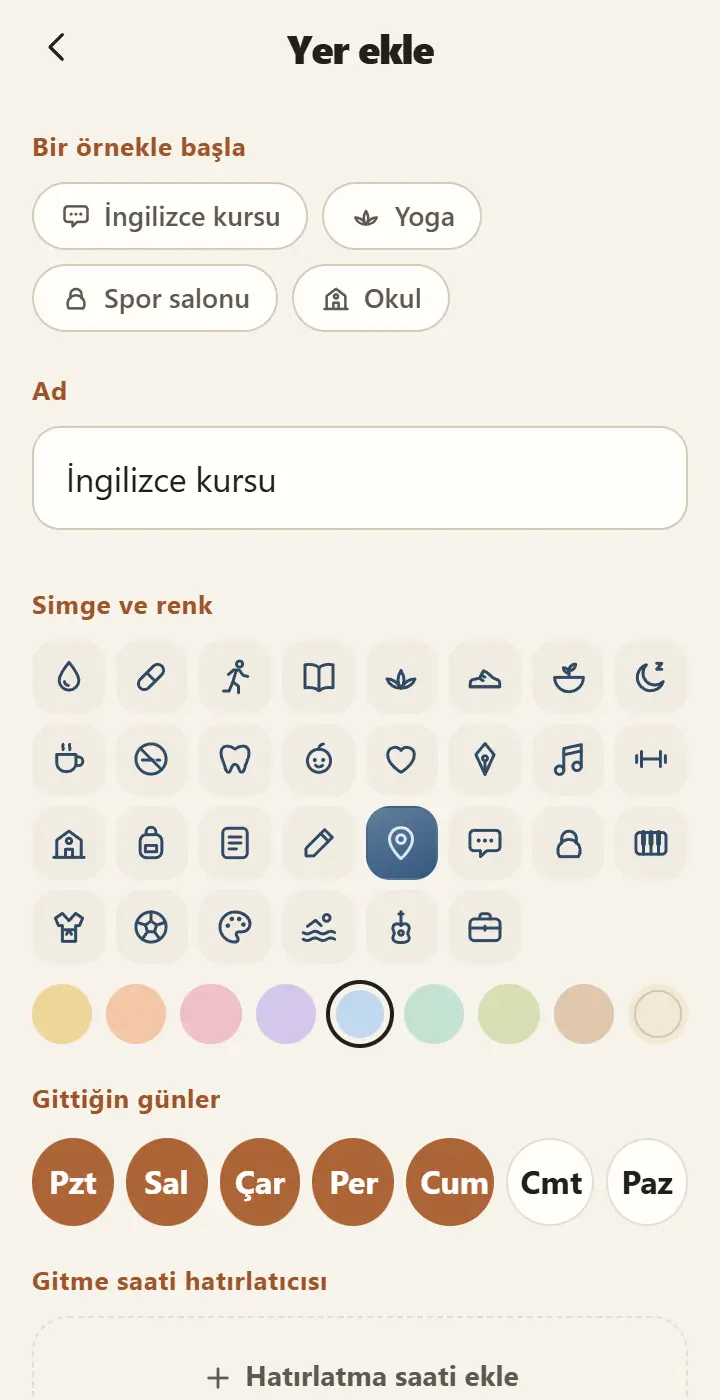 Yer ekle
Bir örnekle başla
İngilizce kursu
Yoga
Spor salonu
Okul
Ad
İngilizce kursu
Simge ve renk
Gittiğin günler
Pzt
Sal
Çar
Per
Cum
Cmt
Paz
Gitme saati hatırlatıcısı
+ Hatırlatma saati ekle